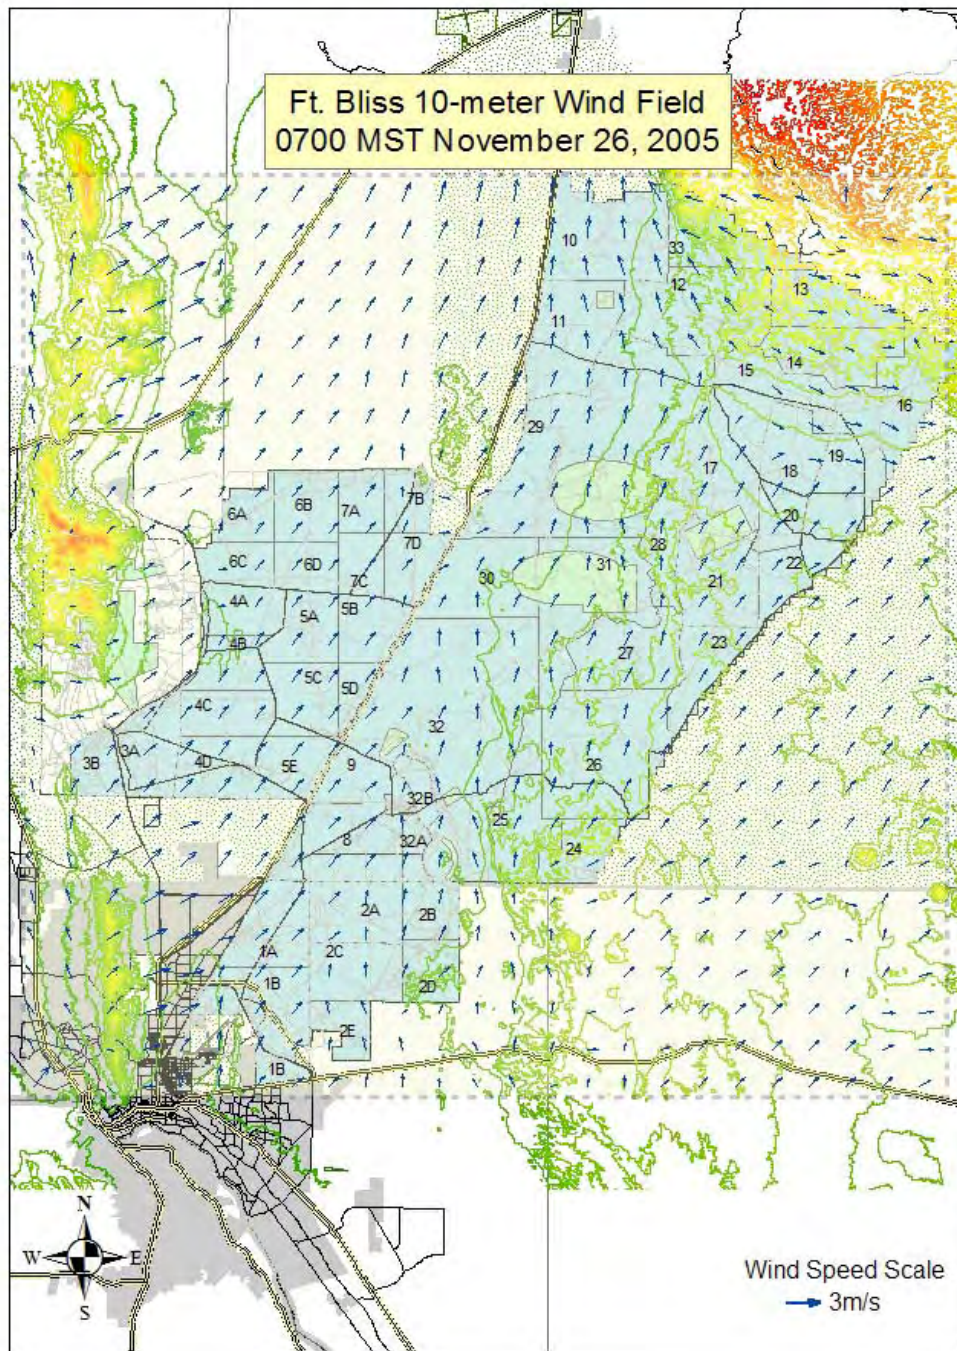 Ft. Bliss 10-meter Wind Field
0700 MST November 26, 2005
10
33
12
13
11
14
15
16
29
19
17
18
7B
6B
7A
6A
20
7D
28
6C
6D
31
22
7C
30
21
4A
5A
5B
4B
23
27
5C
5D
4C
32
3A
3B
4D
5E
9
26
32B
25
8
32A
24
2A
2B
1A
2C
1B
2D
2E
1B
N
W
E
S
Wind Speed Scale
3m/s